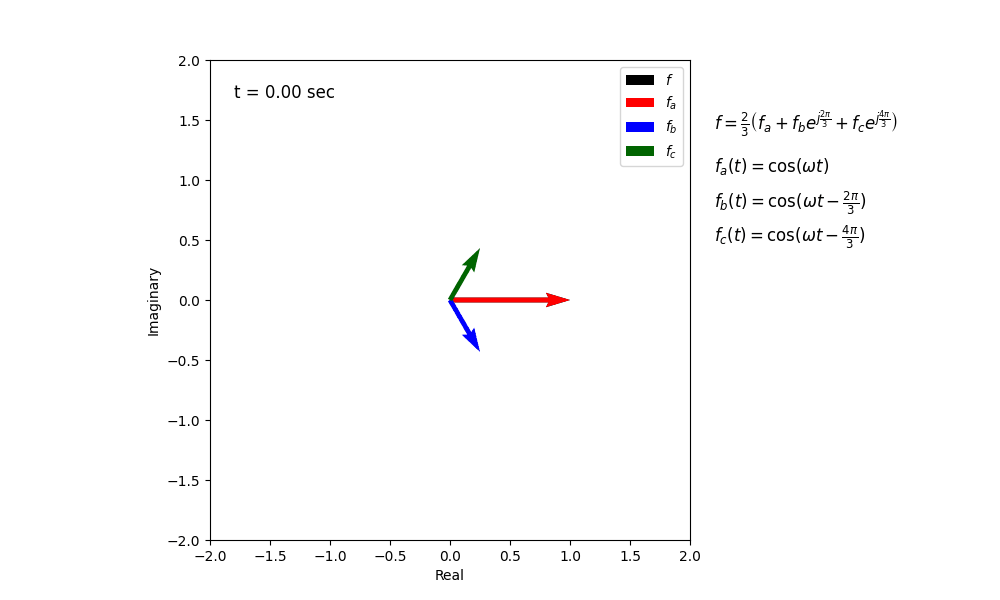 t = 0.00 sec
f
f_a
f_b
f_c
f = 2/3 (f_a + f_b e^{j2π/3} + f_c e^{j4π/3})
f_a(t) = cos(ωt)
f_b(t) = cos(ωt − 2π/3)
f_c(t) = cos(ωt − 4π/3)
Imaginary
2.0
1.5
1.0
0.5
0.0
−0.5
−1.0
−1.5
−2.0
−2.0 −1.5 −1.0 −0.5 0.0 0.5 1.0 1.5 2.0
Real